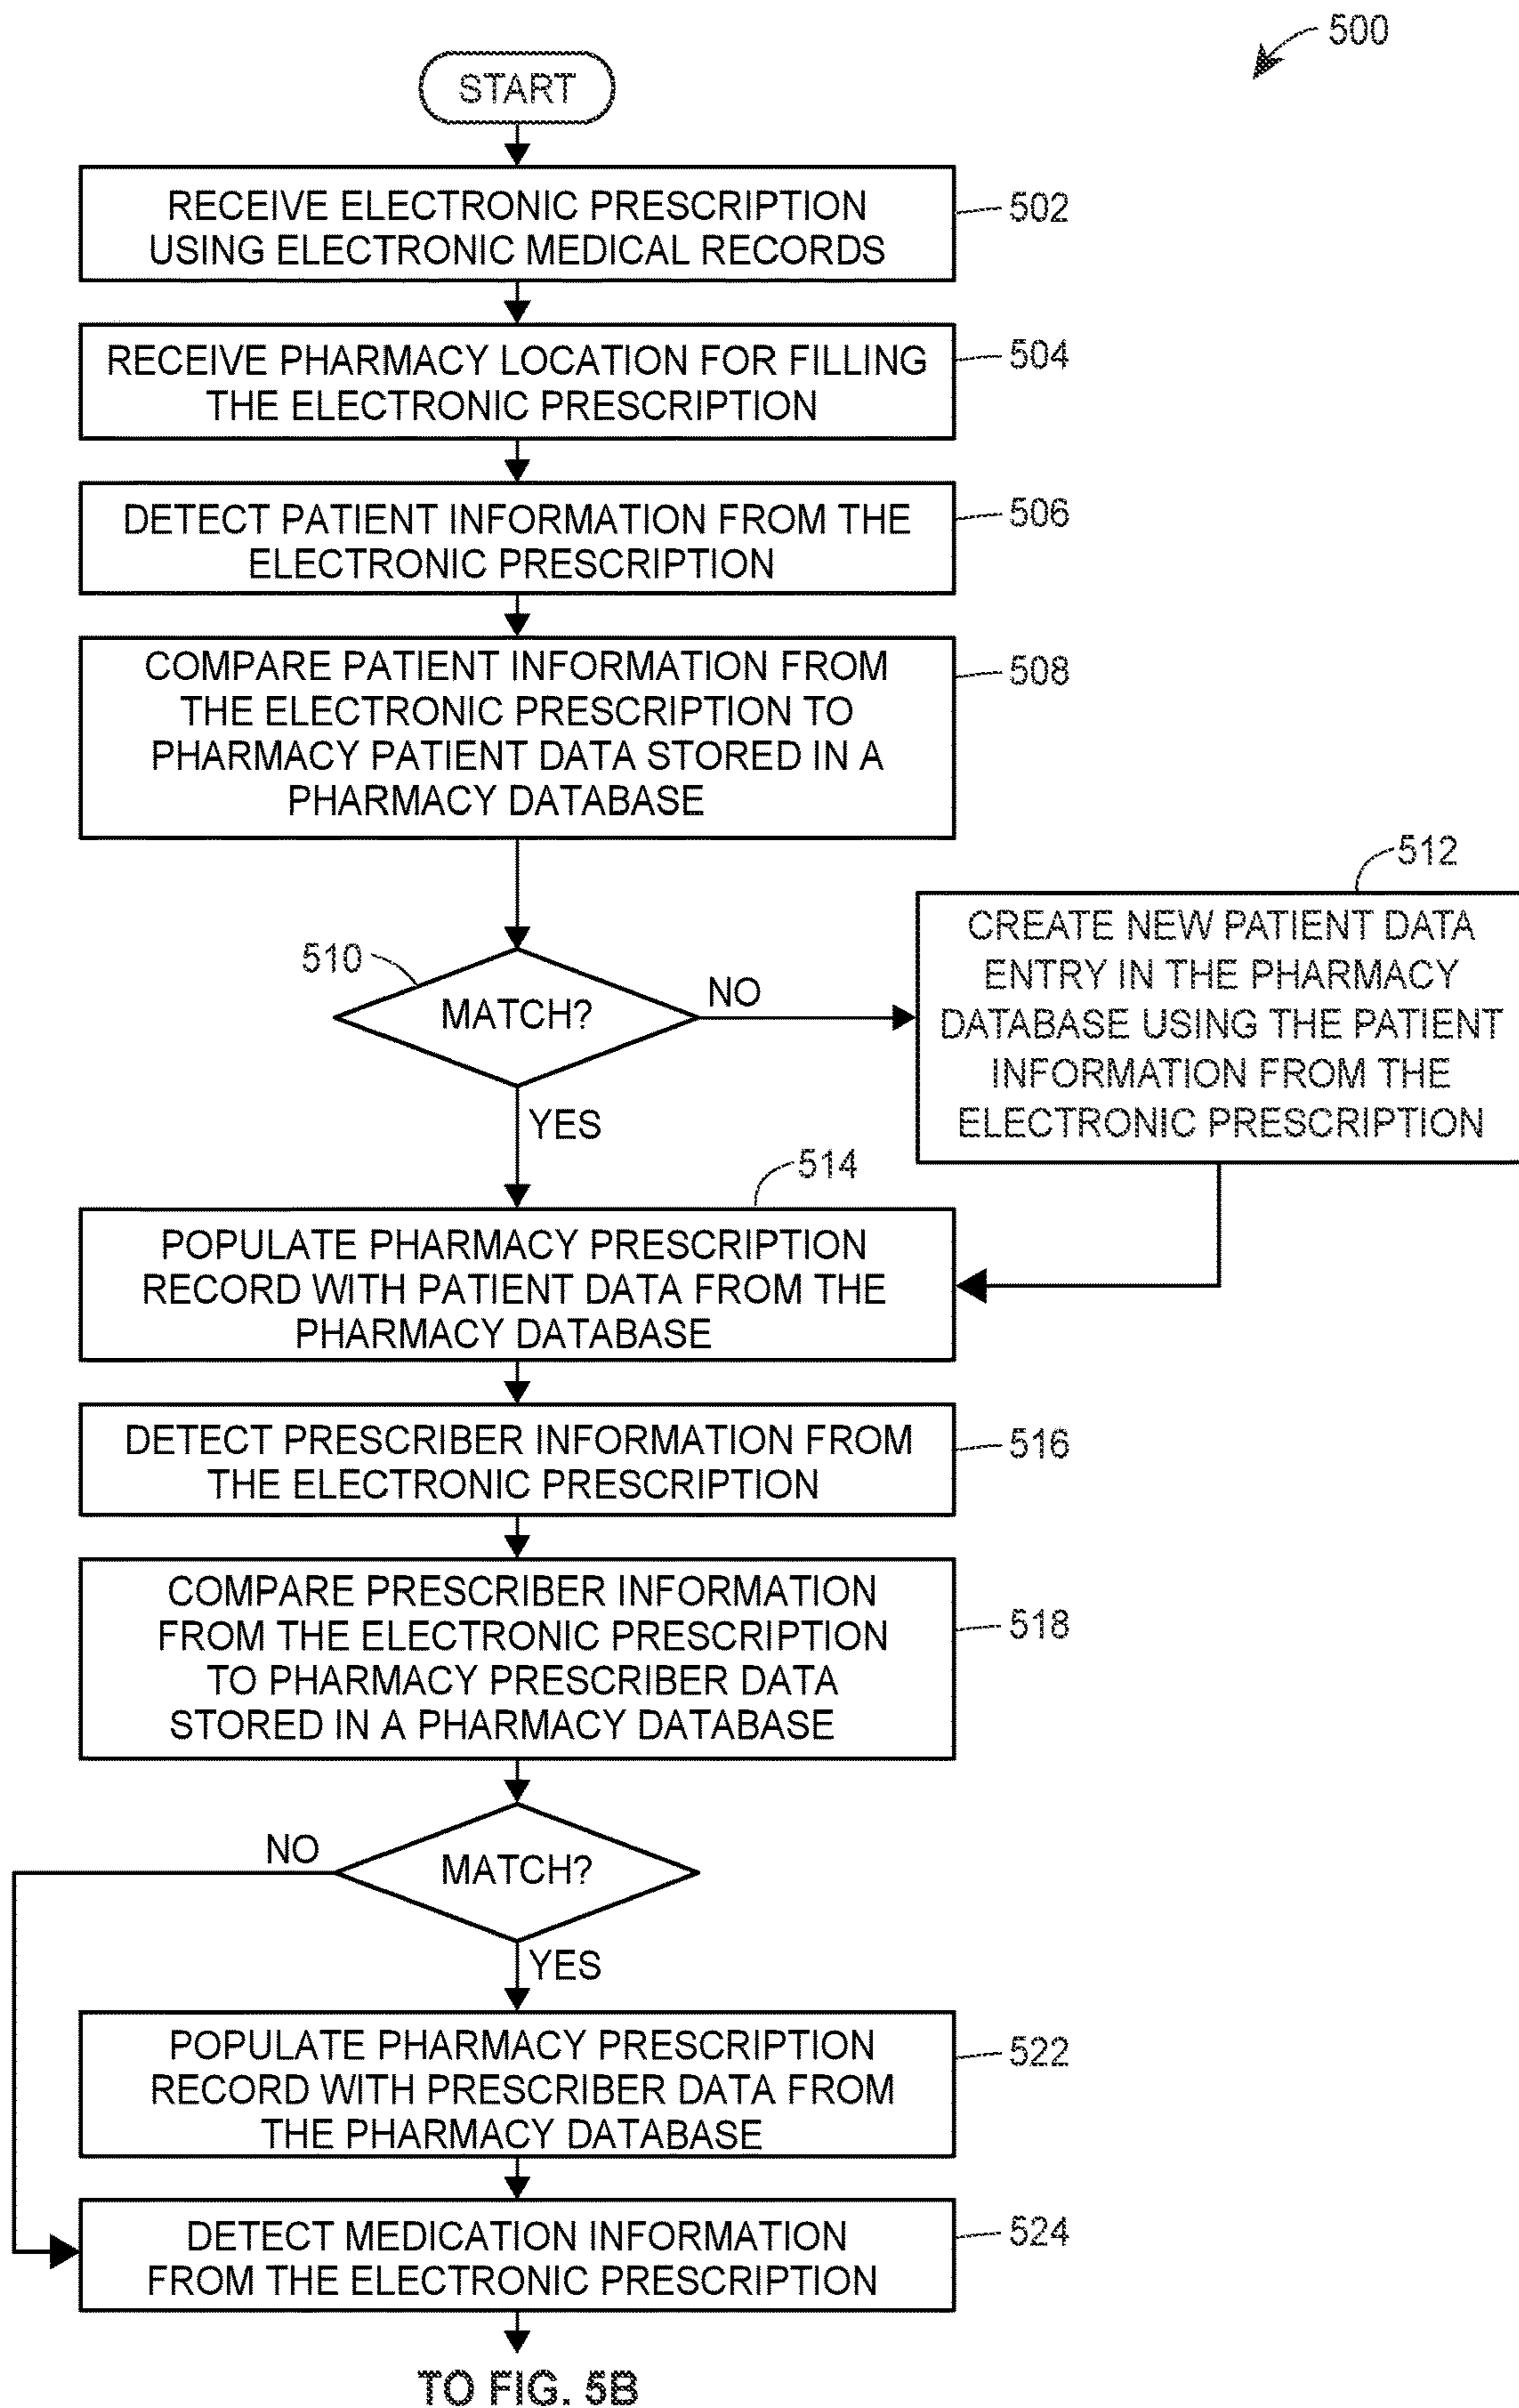 500
START
RECEIVE ELECTRONIC PRESCRIPTION
USING ELECTRONIC MEDICAL RECORDS
502
RECEIVE PHARMACY LOCATION FOR FILLING
THE ELECTRONIC PRESCRIPTION
504
DETECT PATIENT INFORMATION FROM THE
ELECTRONIC PRESCRIPTION
506
COMPARE PATIENT INFORMATION FROM
THE ELECTRONIC PRESCRIPTION TO
PHARMACY PATIENT DATA STORED IN A
PHARMACY DATABASE
508
510
MATCH?
NO
YES
512
CREATE NEW PATIENT DATA
ENTRY IN THE PHARMACY
DATABASE USING THE PATIENT
INFORMATION FROM THE
ELECTRONIC PRESCRIPTION
514
POPULATE PHARMACY PRESCRIPTION
RECORD WITH PATIENT DATA FROM THE
PHARMACY DATABASE
DETECT PRESCRIBER INFORMATION FROM
THE ELECTRONIC PRESCRIPTION
516
COMPARE PRESCRIBER INFORMATION
FROM THE ELECTRONIC PRESCRIPTION
TO PHARMACY PRESCRIBER DATA
STORED IN A PHARMACY DATABASE
518
NO
MATCH?
YES
POPULATE PHARMACY PRESCRIPTION
RECORD WITH PRESCRIBER DATA FROM
THE PHARMACY DATABASE
522
DETECT MEDICATION INFORMATION
FROM THE ELECTRONIC PRESCRIPTION
524
TO FIG. 5B